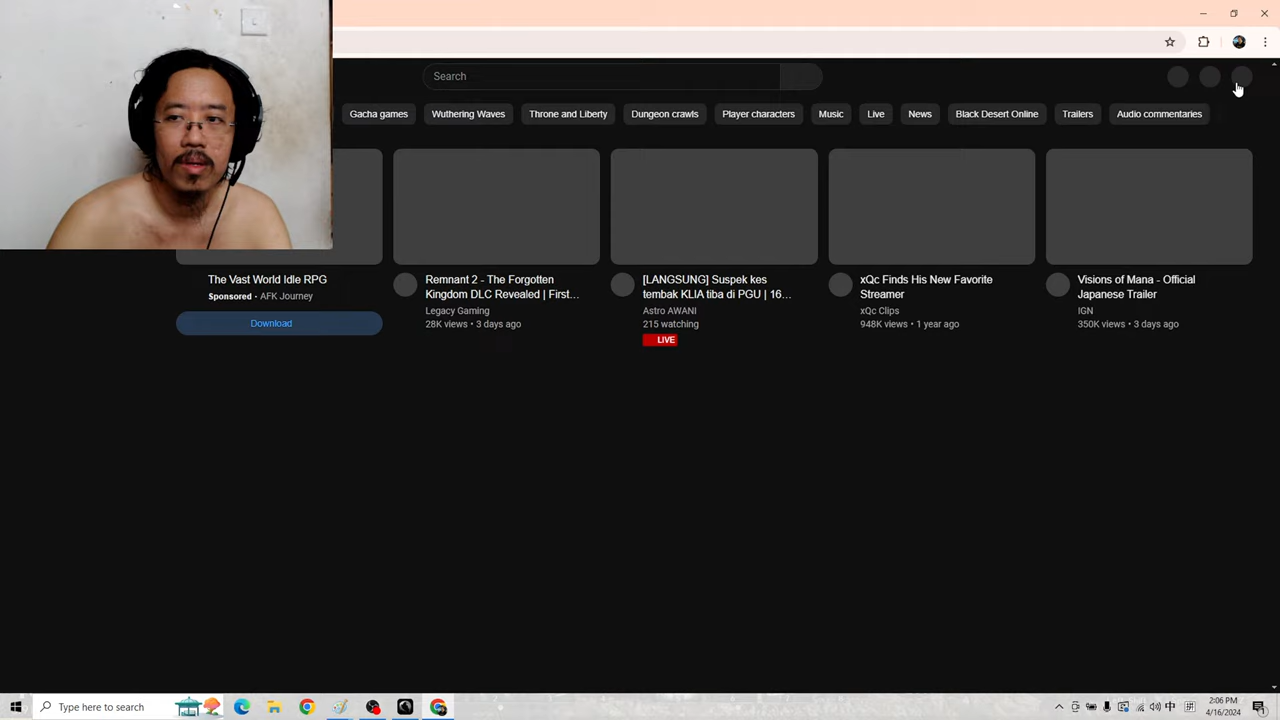 Search
Gacha games
Wuthering Waves
Throne and Liberty
Dungeon crawls
Player characters
Music
Live
News
Black Desert Online
Trailers
Audio commentaries
The Vast World Idle RPG
Sponsored · AFK Journey
Download
Remnant 2 - The Forgotten
Kingdom DLC Revealed | First...
Legacy Gaming
28K views • 3 days ago
[LANGSUNG] Suspek kes
tembak KLIA tiba di PGU | 16...
Astro AWANI
215 watching
LIVE
xQc Finds His New Favorite
Streamer
xQc Clips
948K views • 1 year ago
Visions of Mana - Official
Japanese Trailer
IGN
350K views • 3 days ago
Type here to search
中
拼
2:06 PM
4/16/2024